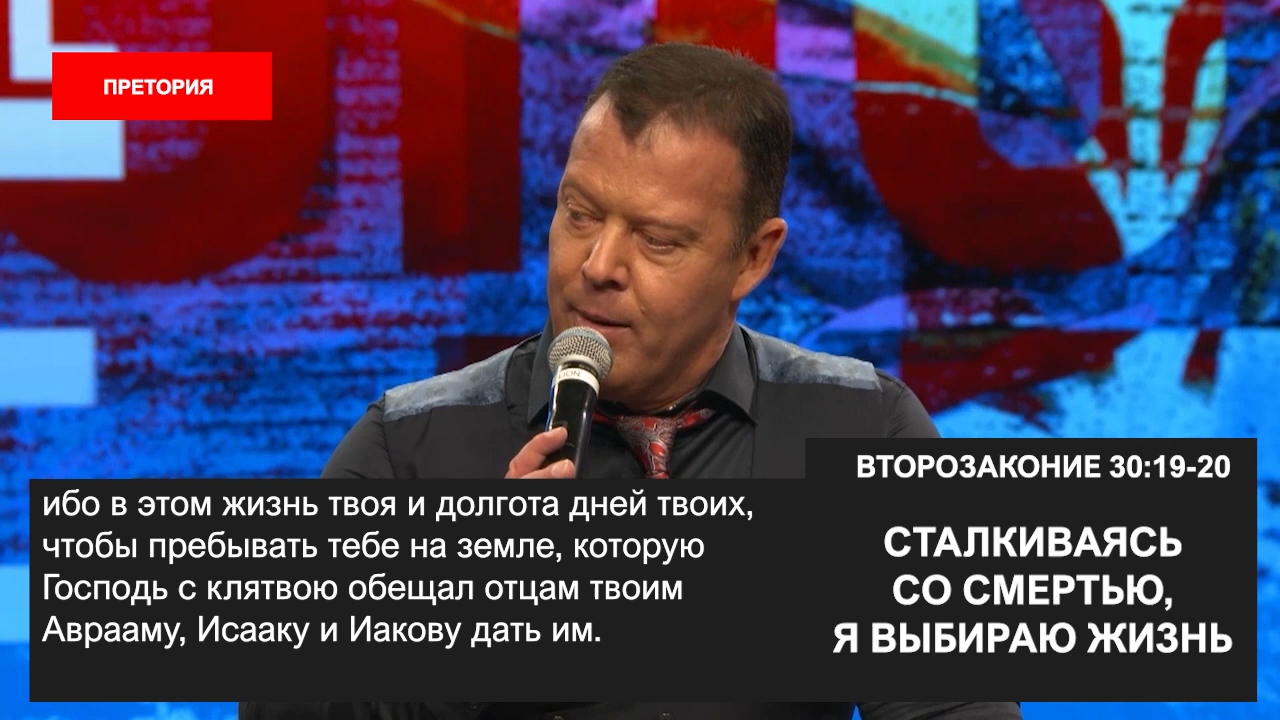 ПРЕТОРИЯ
ВТОРОЗАКОНИЕ 30:19-20
ибо в этом жизнь твоя и долгота дней твоих,
чтобы пребывать тебе на земле, которую
Господь с клятвою обещал отцам твоим
Аврааму, Исааку и Иакову дать им.
СТАЛКИВАЯСЬ
СО СМЕРТЬЮ,
Я ВЫБИРАЮ ЖИЗНЬ